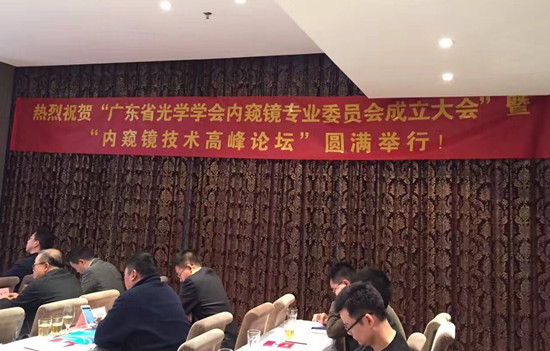 热烈祝贺“广东省光学学会内窥镜专业委员会成立大会”暨
“内窥镜技术高峰论坛”圆满举行！